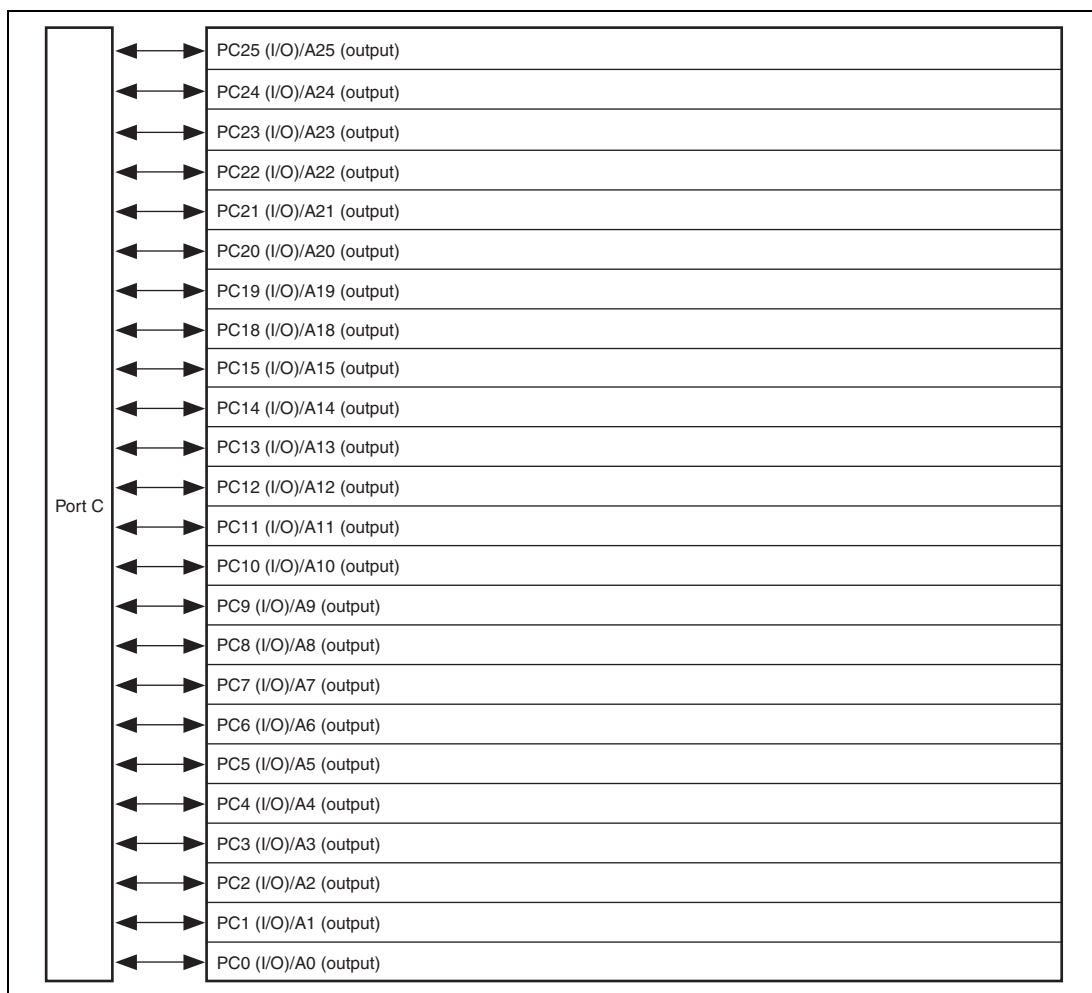 PC25 (I/O)/A25 (output)
PC24 (I/O)/A24 (output)
PC23 (I/O)/A23 (output)
PC22 (I/O)/A22 (output)
PC21 (I/O)/A21 (output)
PC20 (I/O)/A20 (output)
PC19 (I/O)/A19 (output)
PC18 (I/O)/A18 (output)
PC15 (I/O)/A15 (output)
PC14 (I/O)/A14 (output)
PC13 (I/O)/A13 (output)
PC12 (I/O)/A12 (output)
Port C
PC11 (I/O)/A11 (output)
PC10 (I/O)/A10 (output)
PC9 (I/O)/A9 (output)
PC8 (I/O)/A8 (output)
PC7 (I/O)/A7 (output)
PC6 (I/O)/A6 (output)
PC5 (I/O)/A5 (output)
PC4 (I/O)/A4 (output)
PC3 (I/O)/A3 (output)
PC2 (I/O)/A2 (output)
PC1 (I/O)/A1 (output)
PC0 (I/O)/A0 (output)